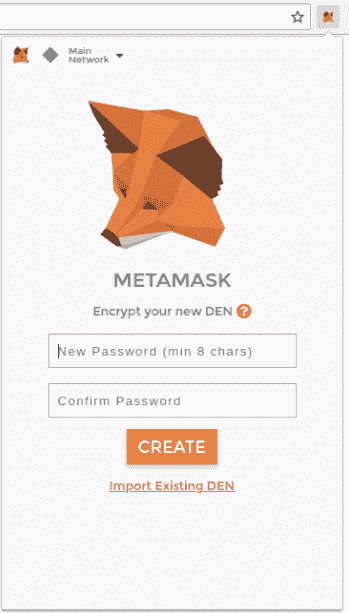 Main
Network
METAMASK
Encrypt your new DEN ?
New Password (min 8 chars)
Confirm Password
CREATE
Import Existing DEN